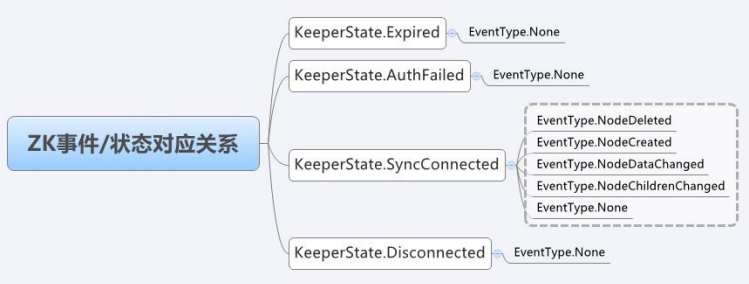 ZK事件/状态对应关系
KeeperState.Expired
EventType.None
KeeperState.AuthFailed
EventType.None
KeeperState.SyncConnected
EventType.NodeDeleted
EventType.NodeCreated
EventType.NodeDataChanged
EventType.NodeChildrenChanged
EventType.None
KeeperState.Disconnected
EventType.None